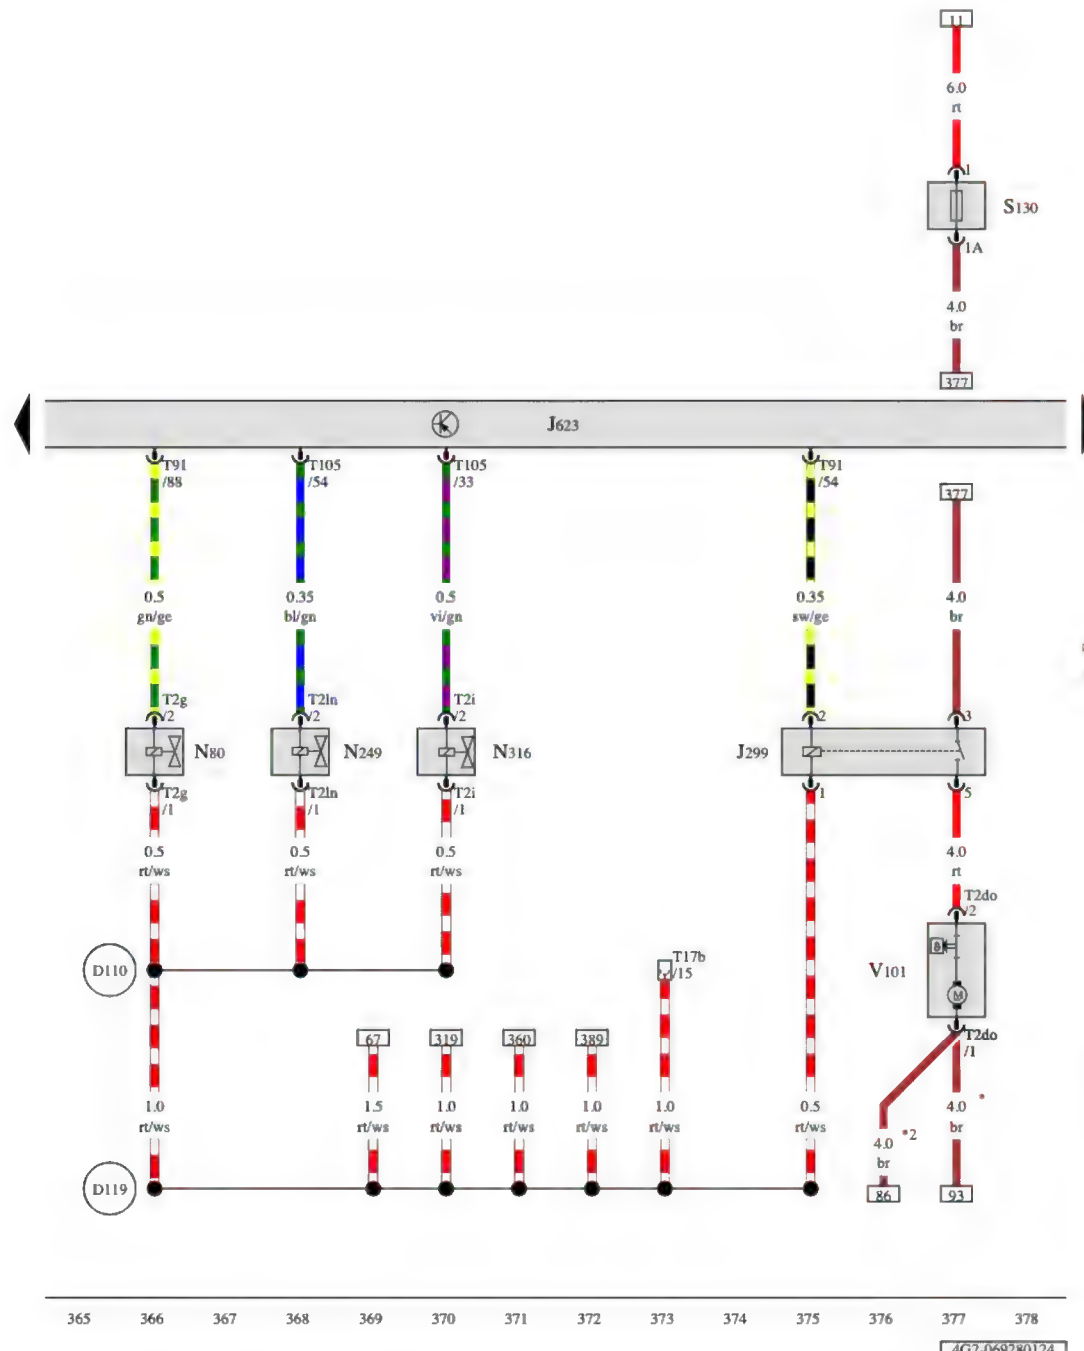 11
6.0
rt
1
S130
1A
4.0
br
377
J623
T91
/88
T105
/54
T105
/33
T91
/54
377
0.5
gn/ge
0.35
bl/gn
0.5
vi/gn
0.35
sw/ge
4.0
br
T2g
/2
T2ln
/2
T2i
/2
2
3
N80
N249
N316
J299
T2g
/1
T2ln
/1
T2i
/1
1
5
0.5
rt/ws
0.5
rt/ws
0.5
rt/ws
4.0
rt
T2do
/2
D110
T17b
/15
V101
M
T2do
/1
67
319
360
389
1.0
rt/ws
1.5
rt/ws
1.0
rt/ws
1.0
rt/ws
1.0
rt/ws
1.0
rt/ws
0.5
rt/ws
4.0
br
*2
4.0
br
*
D119
86
93
365 366 367 368 369 370 371 372 373 374 375 376 377 378
4G2-069280124